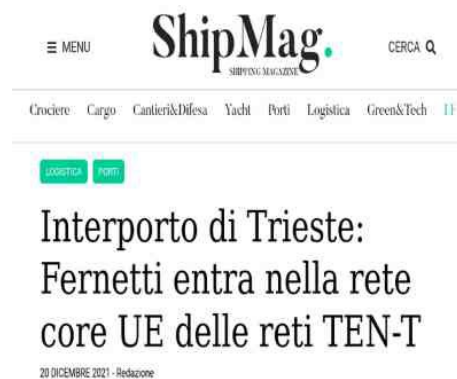 ≡ MENU
ShipMag.
SHIPPING MAGAZINE
CERCA
Crociere Cargo Cantieri&Difesa Yacht Porti Logistica Green&Tech
LOGISTICA PORTI
Interporto di Trieste:
Fernetti entra nella rete
core UE delle reti TEN-T
20 DICEMBRE 2021 - Redazione